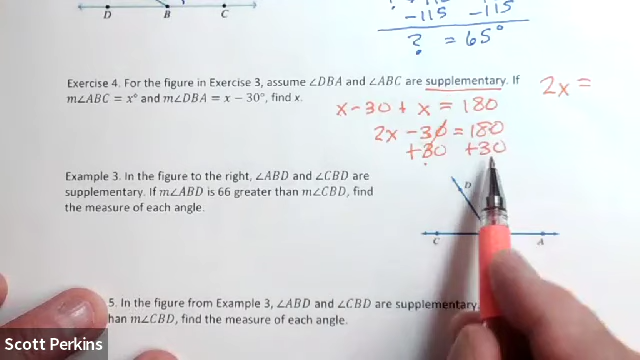 D B C
-115 -115
? = 65°
Exercise 4. For the figure in Exercise 3, assume ∠DBA and ∠ABC are supplementary. If
m∠ABC = x° and m∠DBA = x − 30°, find x.
2x =
x - 30 + x = 180
2x - 30 = 180
+30 +30
Example 3. In the figure to the right, ∠ABD and ∠CBD are
supplementary. If m∠ABD is 66 greater than m∠CBD, find
the measure of each angle.
D
C A
5. In the figure from Example 3, ∠ABD and ∠CBD are supplementary.
han m∠CBD, find the measure of each angle.
Scott Perkins